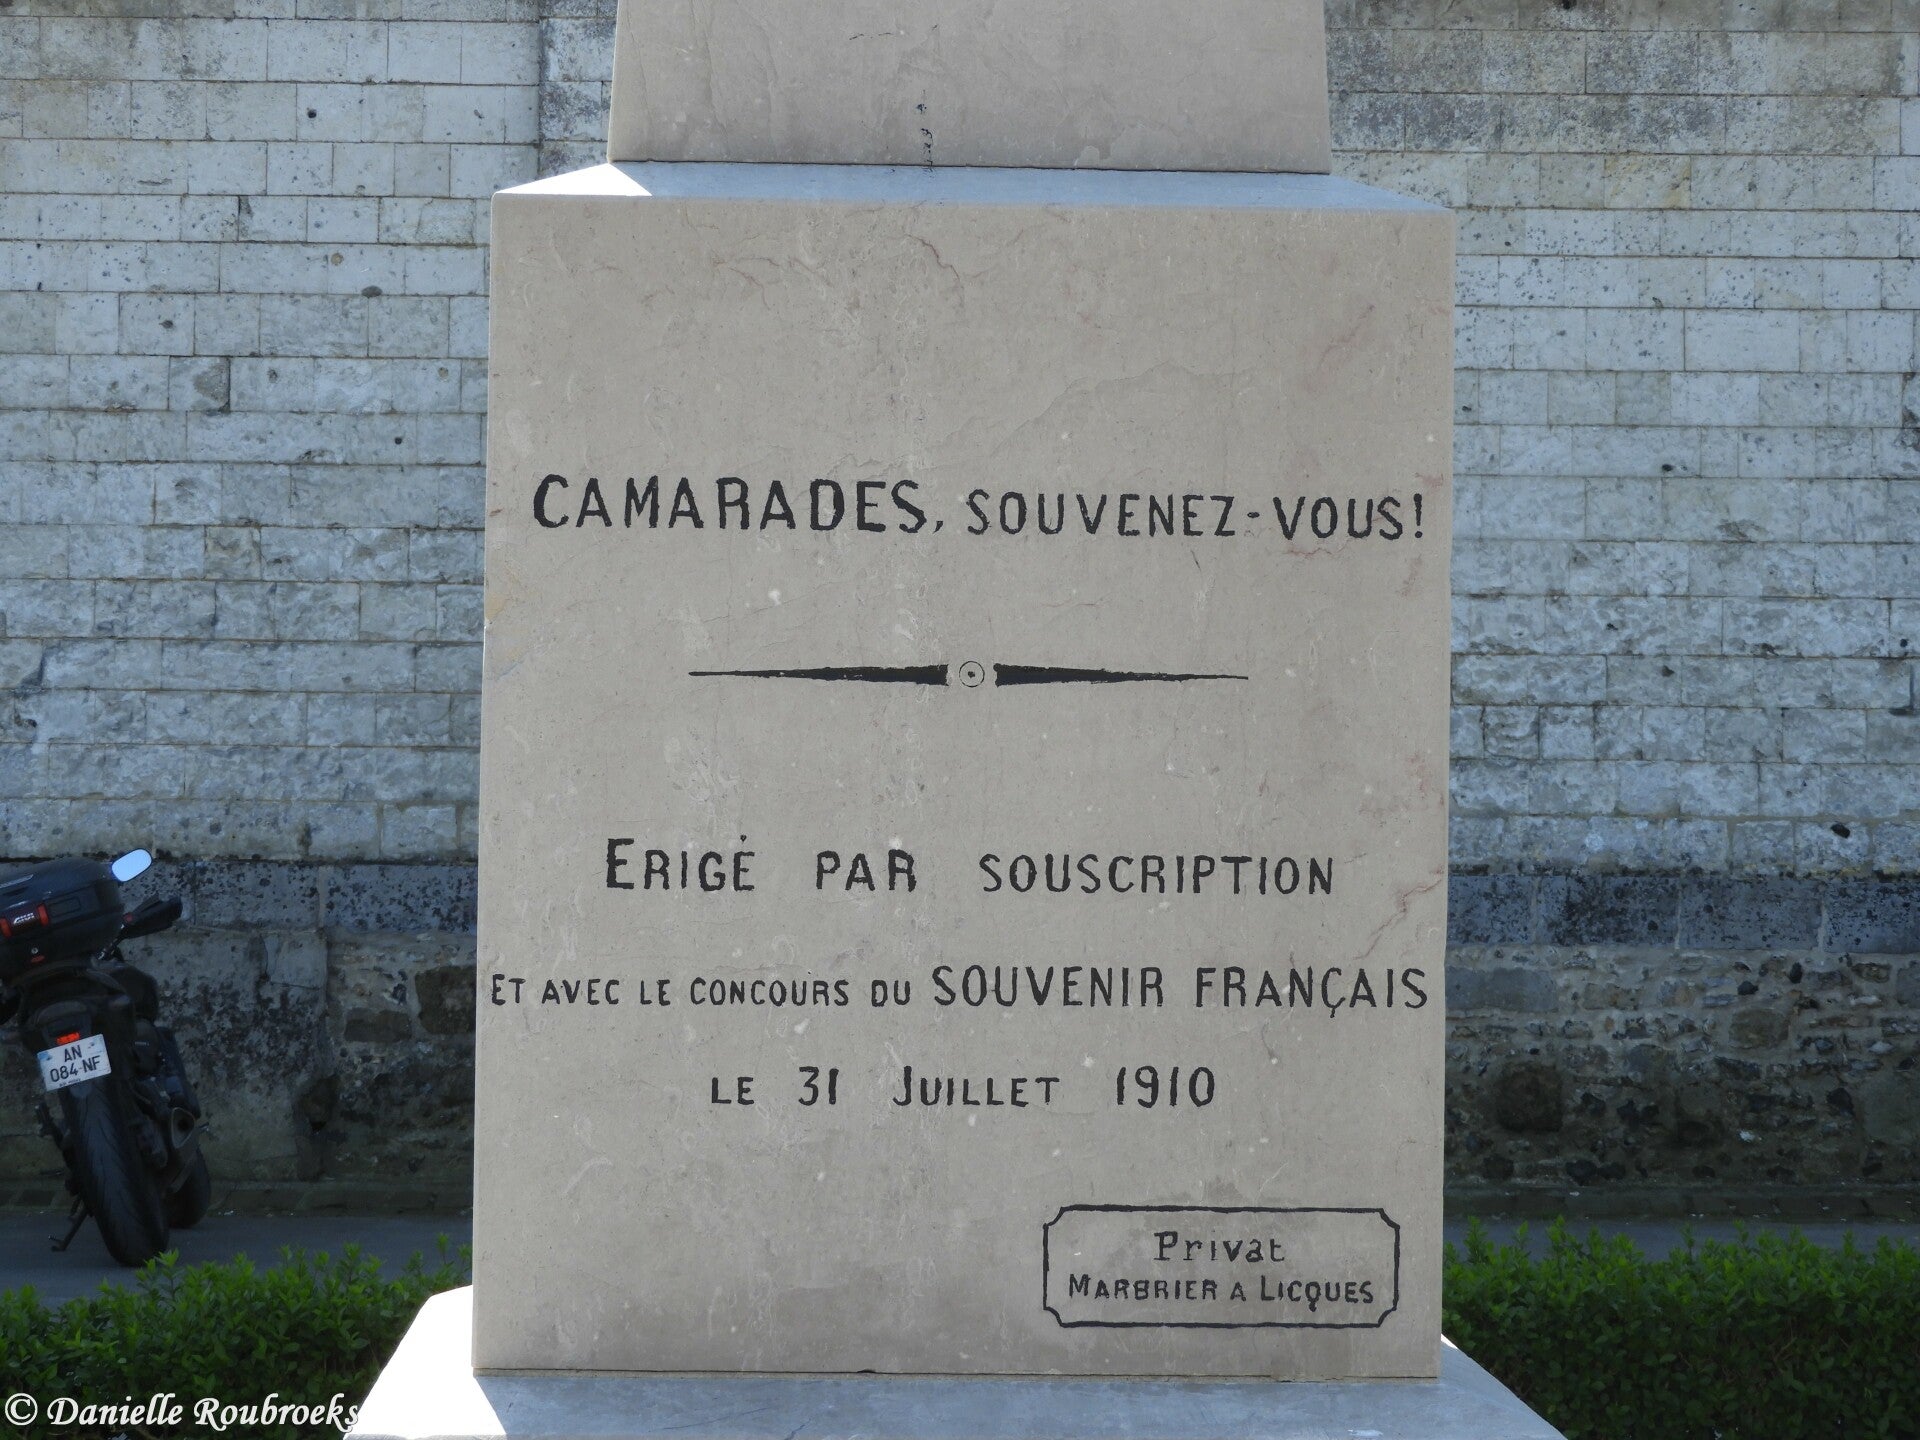 CAMARADES, SOUVENEZ-VOUS!
ERIGÉ PAR SOUSCRIPTION
ET AVEC LE CONCOURS DU SOUVENIR FRANÇAIS
LE 31 JUILLET 1910
Privat
MARBRIER A LICQUES
AN
084-NF
© Danielle Roubroeks